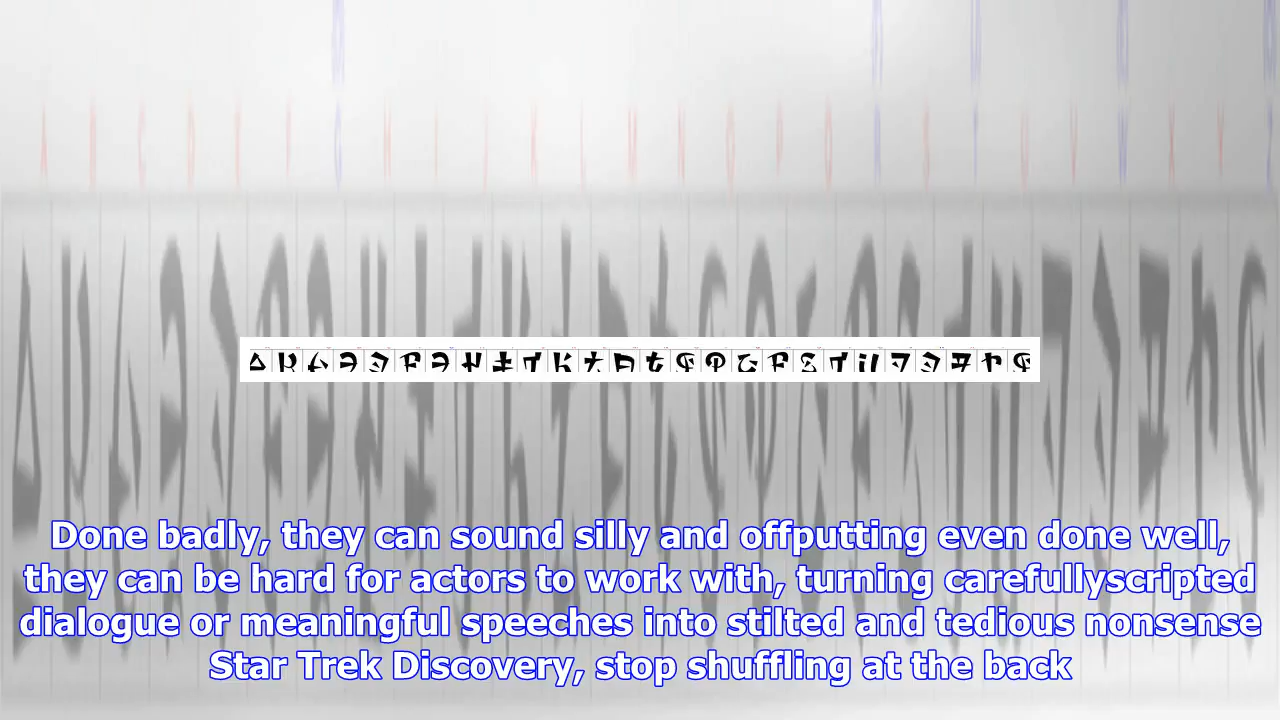 Done badly, they can sound silly and offputting even done well,
they can be hard for actors to work with, turning carefullyscripted
dialogue or meaningful speeches into stilted and tedious nonsense
Star Trek Discovery, stop shuffling at the back